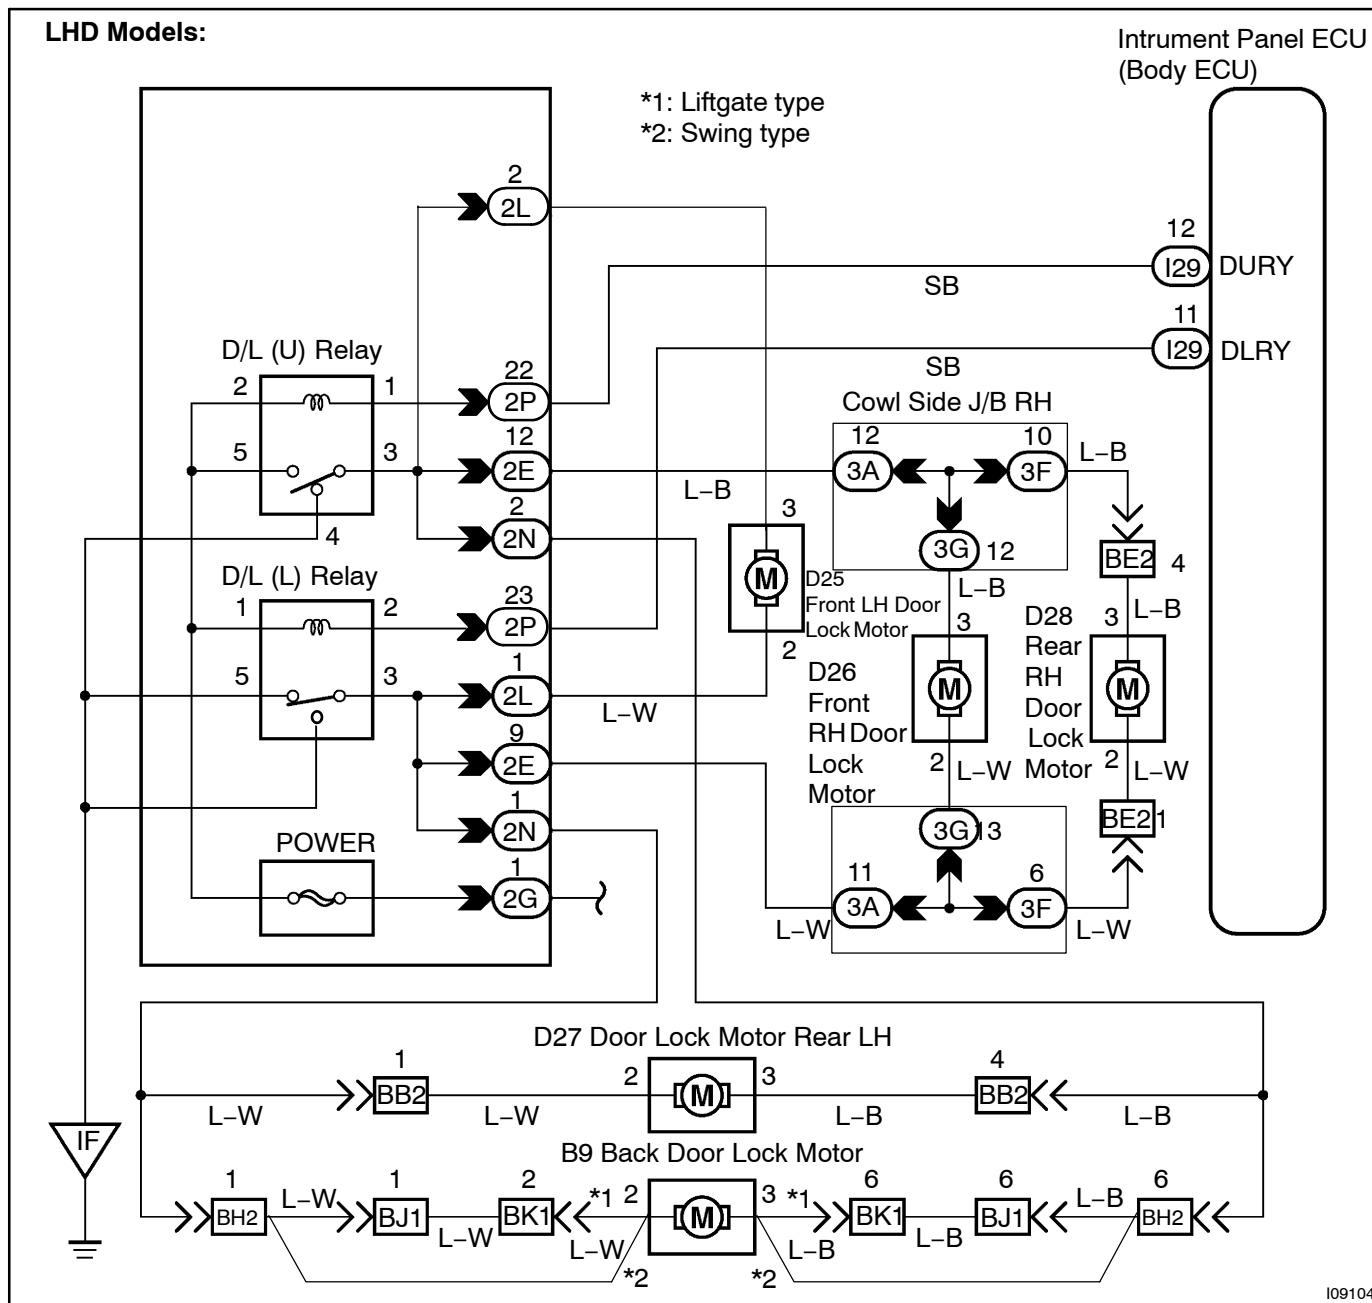 LHD Models:
Intrument Panel ECU
(Body ECU)
*1: Liftgate type
*2: Swing type
2
2L
12
I29 DURY
SB
11
I29 DLRY
SB
D/L (U) Relay
2 1
22
2P
Cowl Side J/B RH
5 3
12
2E
12
3A
10
3F
L-B
L-B
4
2
2N
3
3G 12
BE2 4
M
D25
Front LH Door
Lock Motor
2
L-B
L-B
D/L (L) Relay
1 2
23
2P
5 3
1
2L
L-W
D26
Front
RH Door
Lock
Motor
3
M
2
L-W
D28
Rear
RH
Door
Lock
Motor
3
M
2
L-W
9
2E
1
2N
3G 13
BE2 1
POWER
1
2G
11
3A
6
3F
L-W
L-W
D27 Door Lock Motor Rear LH
1
BB2
2
M
3
4
BB2
L-W
L-W
L-B
L-B
IF
B9 Back Door Lock Motor
1
BH2
L-W
1
BJ1
2
BK1
*1
2
M
3
*1
6
BK1
6
BJ1
L-B
6
BH2
L-W
L-W
L-B
L-B
*2
*2
I09104